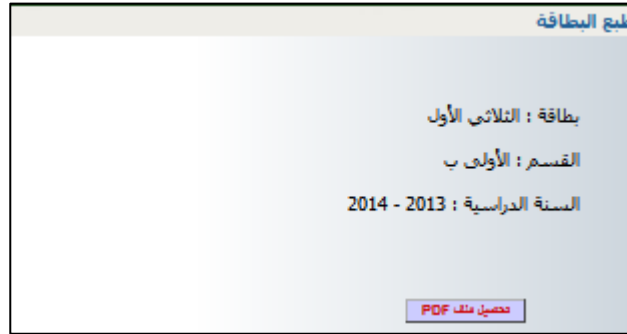 طبع البطاقة
بطاقة : الثلاثي الأول
القسم : الأولى ب
السنة الدراسية : 2013 - 2014
تحميل ملف PDF